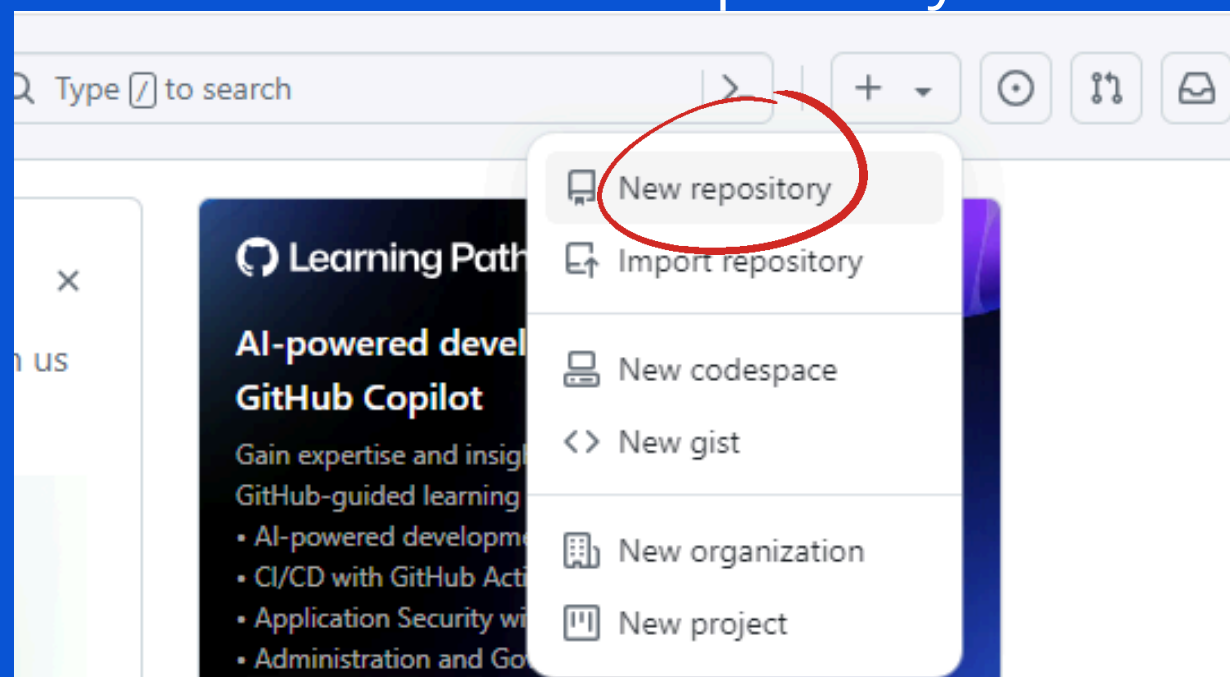 Type / to search
New repository
Import repository
New codespace
New gist
New organization
New project
us
Learning Path
AI-powered devel
GitHub Copilot
Gain expertise and insig
GitHub-guided learning
• AI-powered developme
• CI/CD with GitHub Acti
• Application Security wi
• Administration and Gov